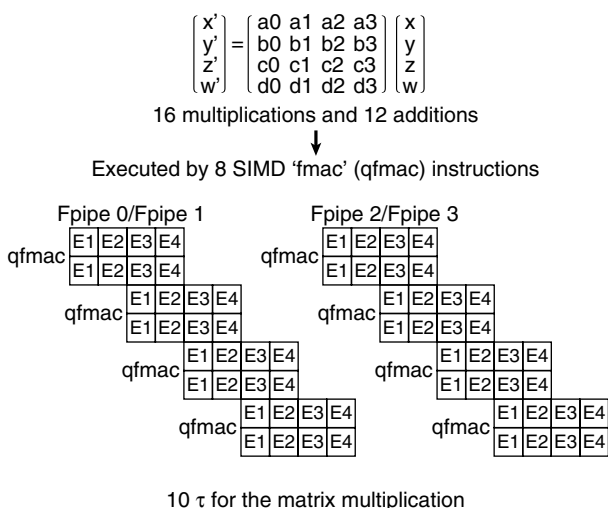 x' = a0 a1 a2 a3 x
y' b0 b1 b2 b3 y
z' c0 c1 c2 c3 z
w' d0 d1 d2 d3 w
16 multiplications and 12 additions
Executed by 8 SIMD ‘fmac’ (qfmac) instructions
Fpipe 0/Fpipe 1 Fpipe 2/Fpipe 3
qfmac E1 E2 E3 E4 qfmac E1 E2 E3 E4
E1 E2 E3 E4 E1 E2 E3 E4
qfmac E1 E2 E3 E4 qfmac E1 E2 E3 E4
E1 E2 E3 E4 E1 E2 E3 E4
qfmac E1 E2 E3 E4 qfmac E1 E2 E3 E4
E1 E2 E3 E4 E1 E2 E3 E4
qfmac E1 E2 E3 E4 qfmac E1 E2 E3 E4
E1 E2 E3 E4 E1 E2 E3 E4
10 τ for the matrix multiplication